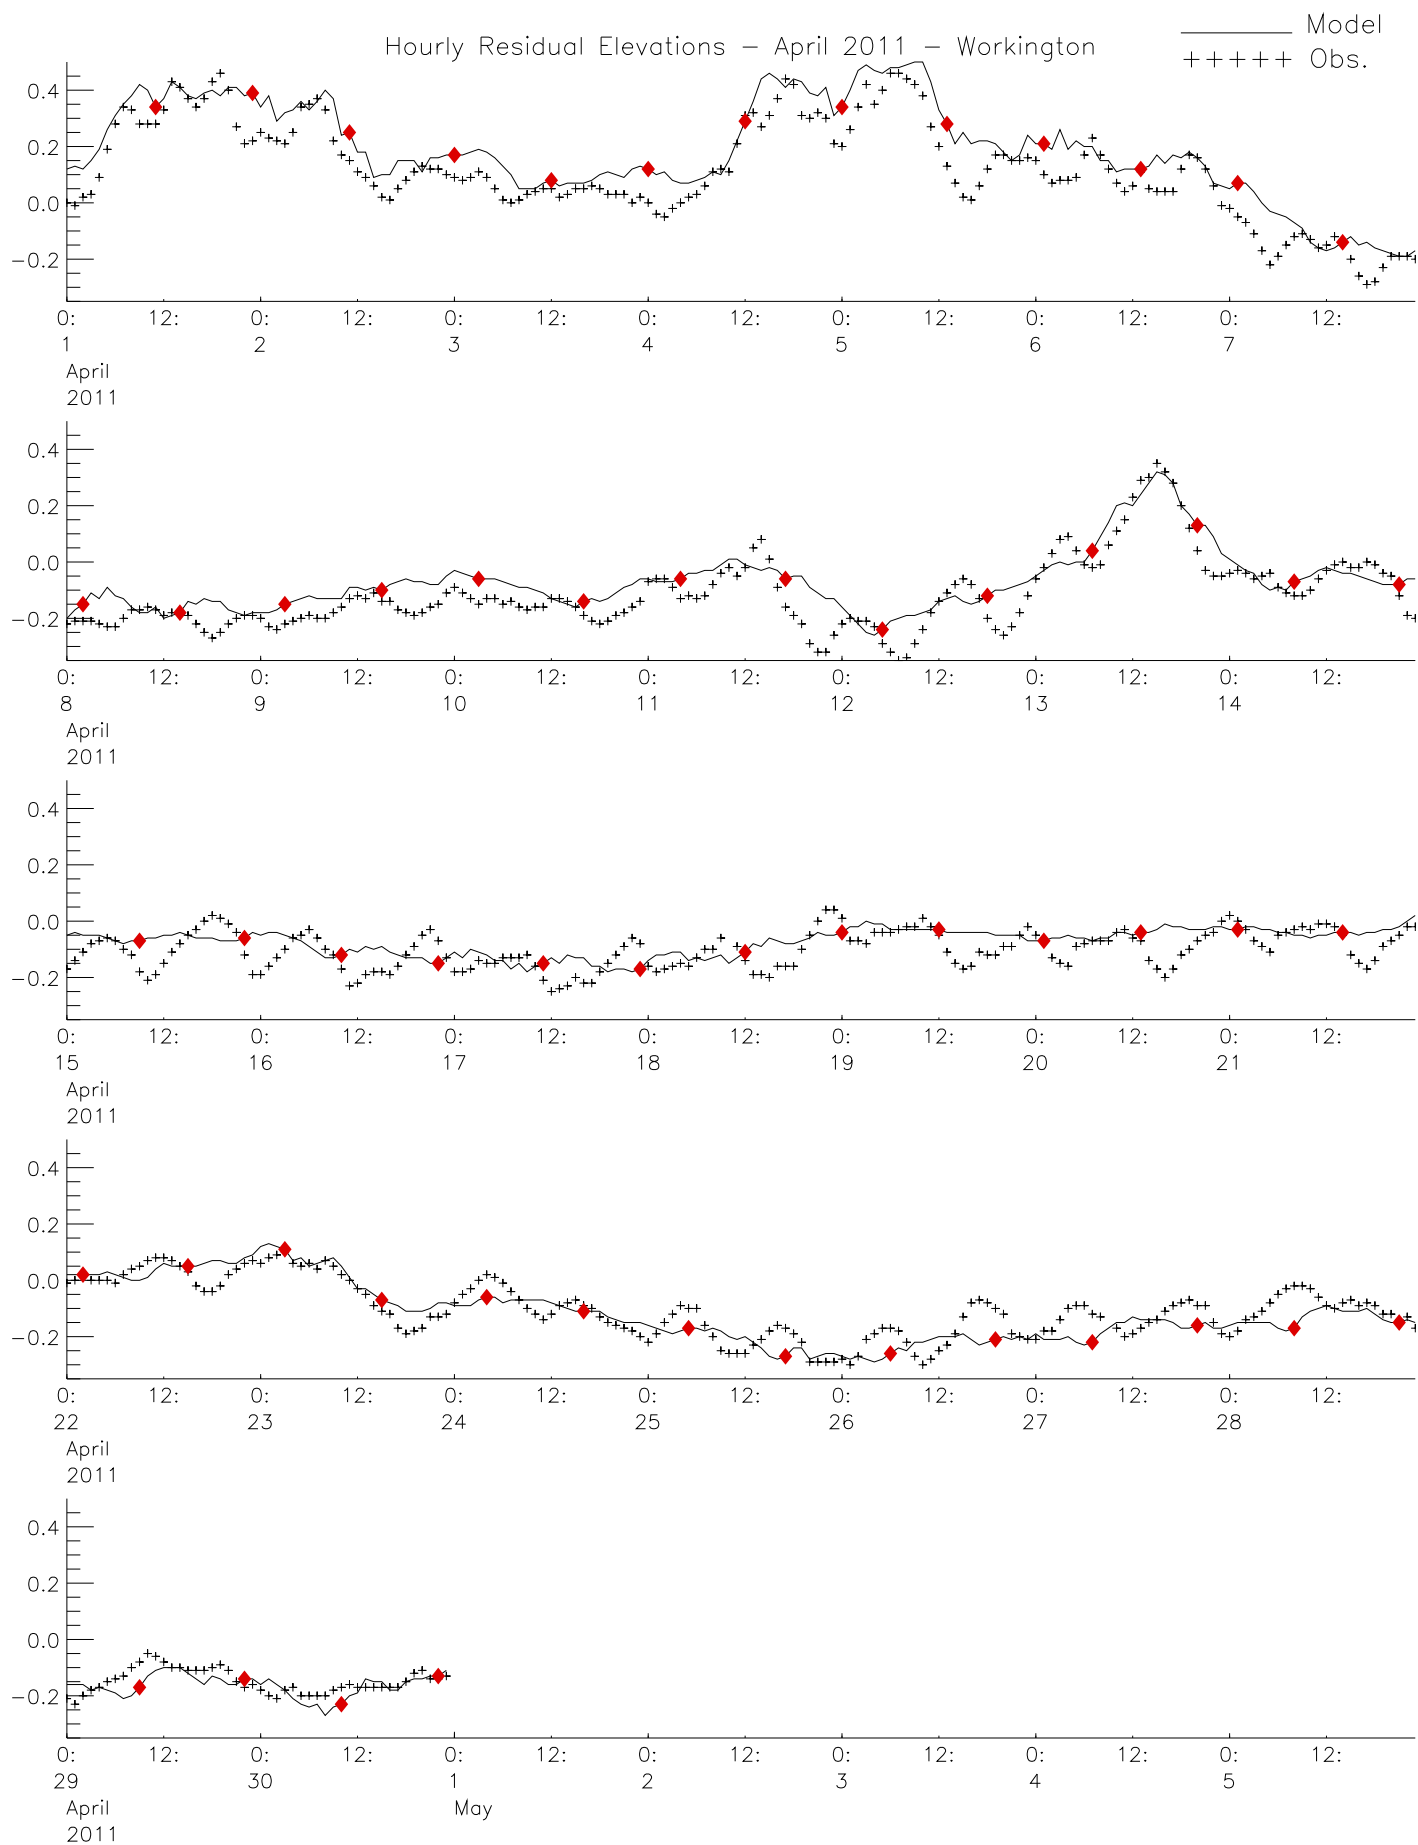 Hourly Residual Elevations – April 2011 – Workington
Model
+++++ Obs.
0.4
0.2
0.0
−0.2
0: 12: 0: 12: 0: 12: 0: 12: 0: 12: 0: 12: 0: 12:
1 2 3 4 5 6 7
April
2011
0.4
0.2
0.0
−0.2
0: 12: 0: 12: 0: 12: 0: 12: 0: 12: 0: 12: 0: 12:
8 9 10 11 12 13 14
April
2011
0.4
0.2
0.0
−0.2
0: 12: 0: 12: 0: 12: 0: 12: 0: 12: 0: 12: 0: 12:
15 16 17 18 19 20 21
April
2011
0.4
0.2
0.0
−0.2
0: 12: 0: 12: 0: 12: 0: 12: 0: 12: 0: 12: 0: 12:
22 23 24 25 26 27 28
April
2011
0.4
0.2
0.0
−0.2
0: 12: 0: 12: 0: 12: 0: 12: 0: 12: 0: 12: 0: 12:
29 30 1 2 3 4 5
April May
2011